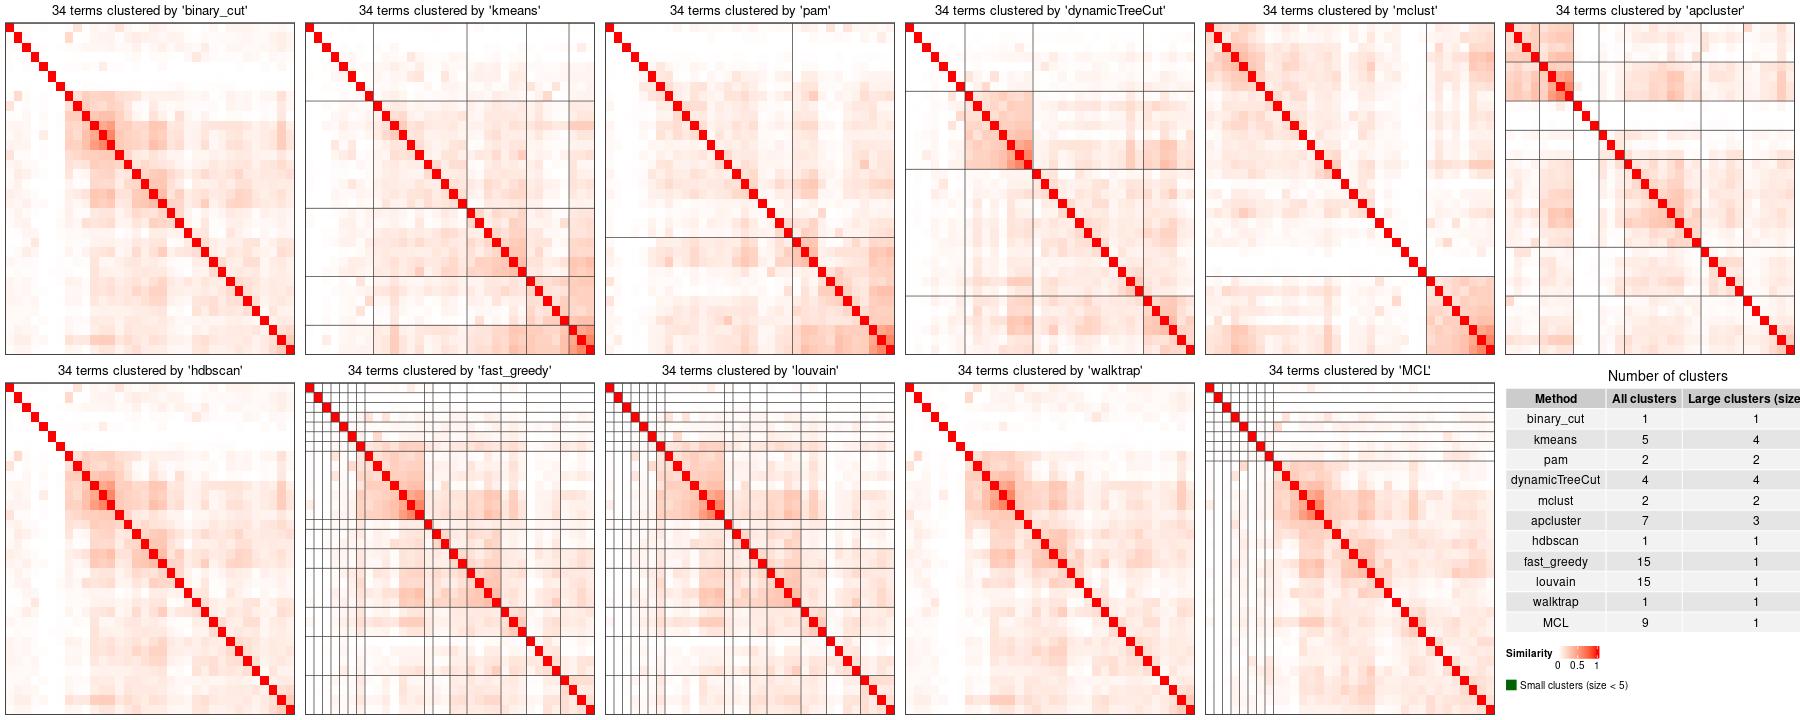 34 terms clustered by 'binary_cut'
34 terms clustered by 'kmeans'
34 terms clustered by 'pam'
34 terms clustered by 'dynamicTreeCut'
34 terms clustered by 'mclust'
34 terms clustered by 'apcluster'
34 terms clustered by 'hdbscan'
34 terms clustered by 'fast_greedy'
34 terms clustered by 'louvain'
34 terms clustered by 'walktrap'
34 terms clustered by 'MCL'
Number of clusters
Method All clusters Large clusters (size
binary_cut 1 1
kmeans 5 4
pam 2 2
dynamicTreeCut 4 4
mclust 2 2
apcluster 7 3
hdbscan 1 1
fast_greedy 15 1
louvain 15 1
walktrap 1 1
MCL 9 1
Similarity
0 0.5 1
Small clusters (size < 5)